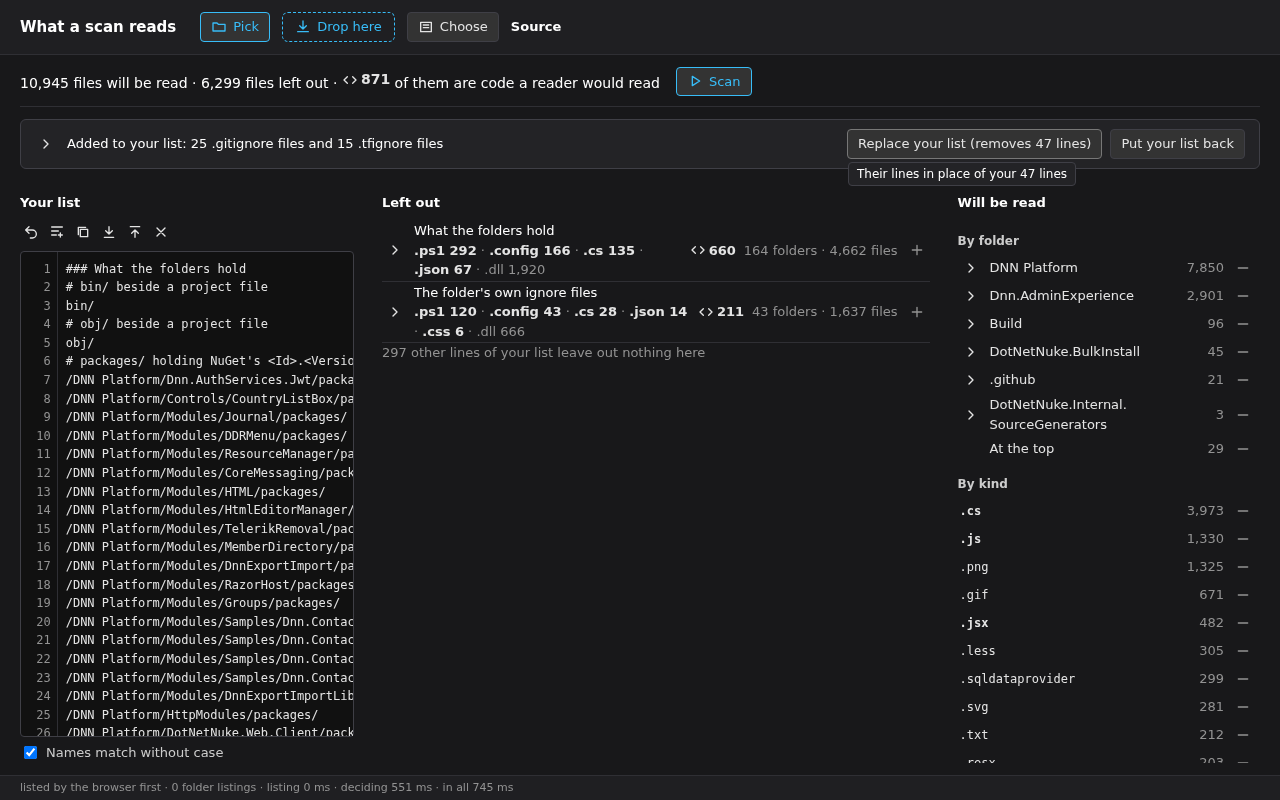 What a scan reads
Pick
Drop here
Choose
Source
10,945 files will be read · 6,299 files left out · <> 871 of them are code a reader would read
Scan
Added to your list: 25 .gitignore files and 15 .tfignore files
Replace your list (removes 47 lines)
Put your list back
Their lines in place of your 47 lines
Your list
1 ### What the folders hold
2 # bin/ beside a project file
3 bin/
4 # obj/ beside a project file
5 obj/
6 # packages/ holding NuGet's <Id>.<Versio
7 /DNN Platform/Dnn.AuthServices.Jwt/packa
8 /DNN Platform/Controls/CountryListBox/pa
9 /DNN Platform/Modules/Journal/packages/
10 /DNN Platform/Modules/DDRMenu/packages/
11 /DNN Platform/Modules/ResourceManager/pa
12 /DNN Platform/Modules/CoreMessaging/pack
13 /DNN Platform/Modules/HTML/packages/
14 /DNN Platform/Modules/HtmlEditorManager/
15 /DNN Platform/Modules/TelerikRemoval/pac
16 /DNN Platform/Modules/MemberDirectory/pa
17 /DNN Platform/Modules/DnnExportImport/pa
18 /DNN Platform/Modules/RazorHost/packages
19 /DNN Platform/Modules/Groups/packages/
20 /DNN Platform/Modules/Samples/Dnn.Contac
21 /DNN Platform/Modules/Samples/Dnn.Contac
22 /DNN Platform/Modules/Samples/Dnn.Contac
23 /DNN Platform/Modules/Samples/Dnn.Contac
24 /DNN Platform/Modules/DnnExportImportLib
25 /DNN Platform/HttpModules/packages/
26 /DNN Platform/DotNetNuke.Web.Client/pack
Names match without case
Left out
What the folders hold
.ps1 292 · .config 166 · .cs 135 ·
.json 67 · .dll 1,920
<> 660 164 folders · 4,662 files
The folder's own ignore files
.ps1 120 · .config 43 · .cs 28 · .json 14
· .css 6 · .dll 666
<> 211 43 folders · 1,637 files
297 other lines of your list leave out nothing here
Will be read
By folder
DNN Platform 7,850
Dnn.AdminExperience 2,901
Build 96
DotNetNuke.BulkInstall 45
.github 21
DotNetNuke.Internal.
SourceGenerators 3
At the top 29
By kind
.cs 3,973
.js 1,330
.png 1,325
.gif 671
.jsx 482
.less 305
.sqldataprovider 299
.svg 281
.txt 212
.resx 203
listed by the browser first · 0 folder listings · listing 0 ms · deciding 551 ms · in all 745 ms